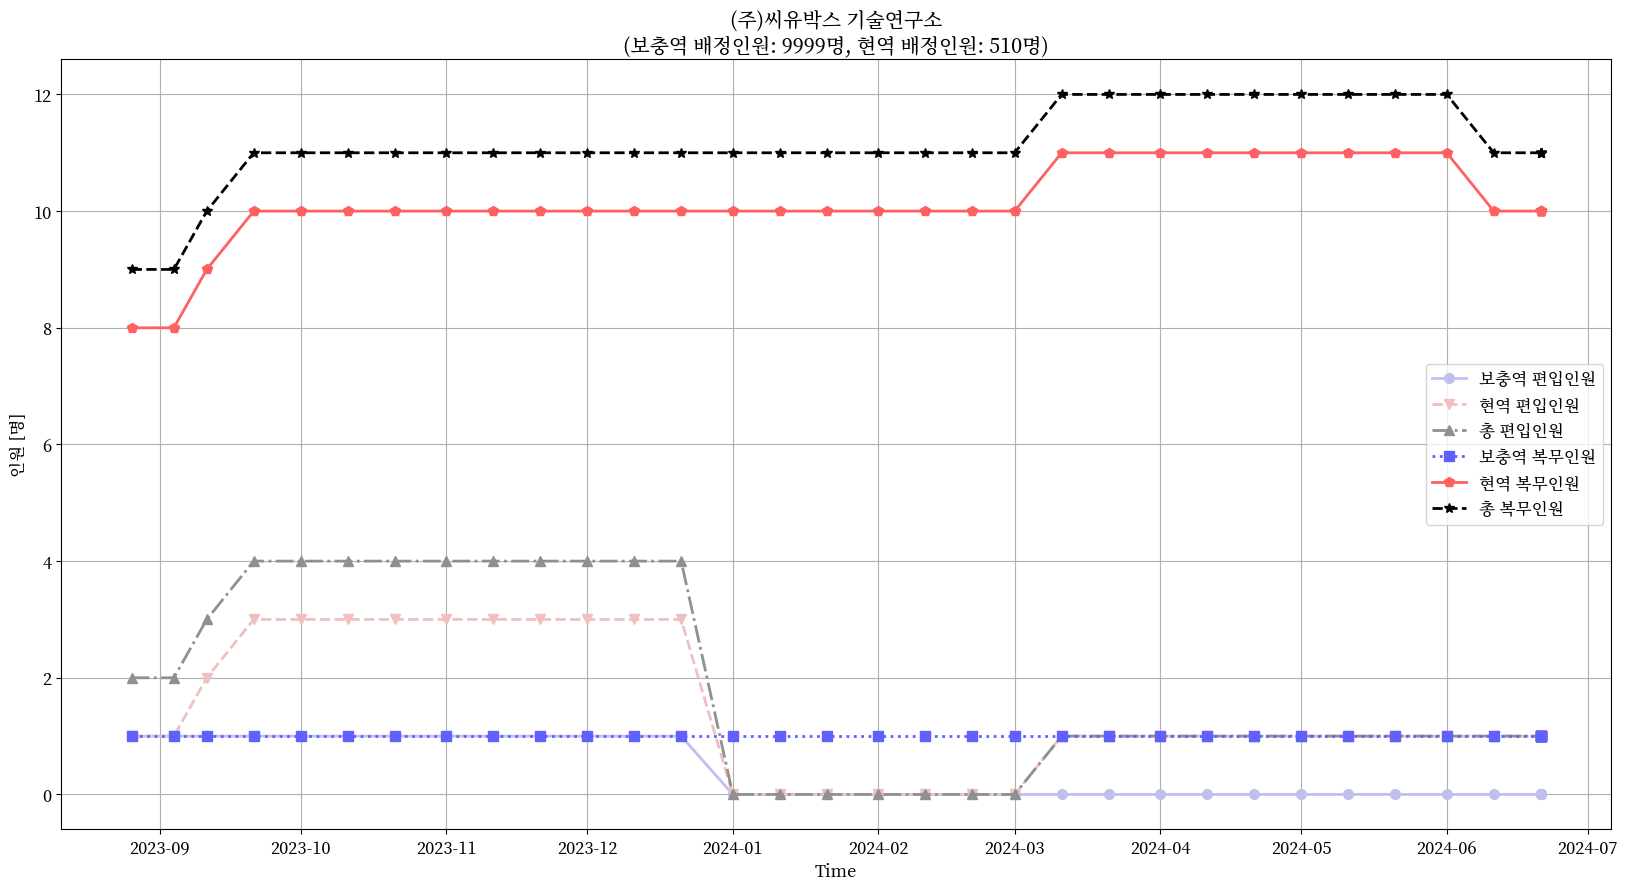 (주)씨유박스 기술연구소
(보충역 배정인원: 9999명, 현역 배정인원: 510명)
인원 [명]
12
10
8
6
4
2
0
보충역 편입인원
현역 편입인원
총 편입인원
보충역 복무인원
현역 복무인원
총 복무인원
2023-09 2023-10 2023-11 2023-12 2024-01 2024-02 2024-03 2024-04 2024-05 2024-06 2024-07
Time